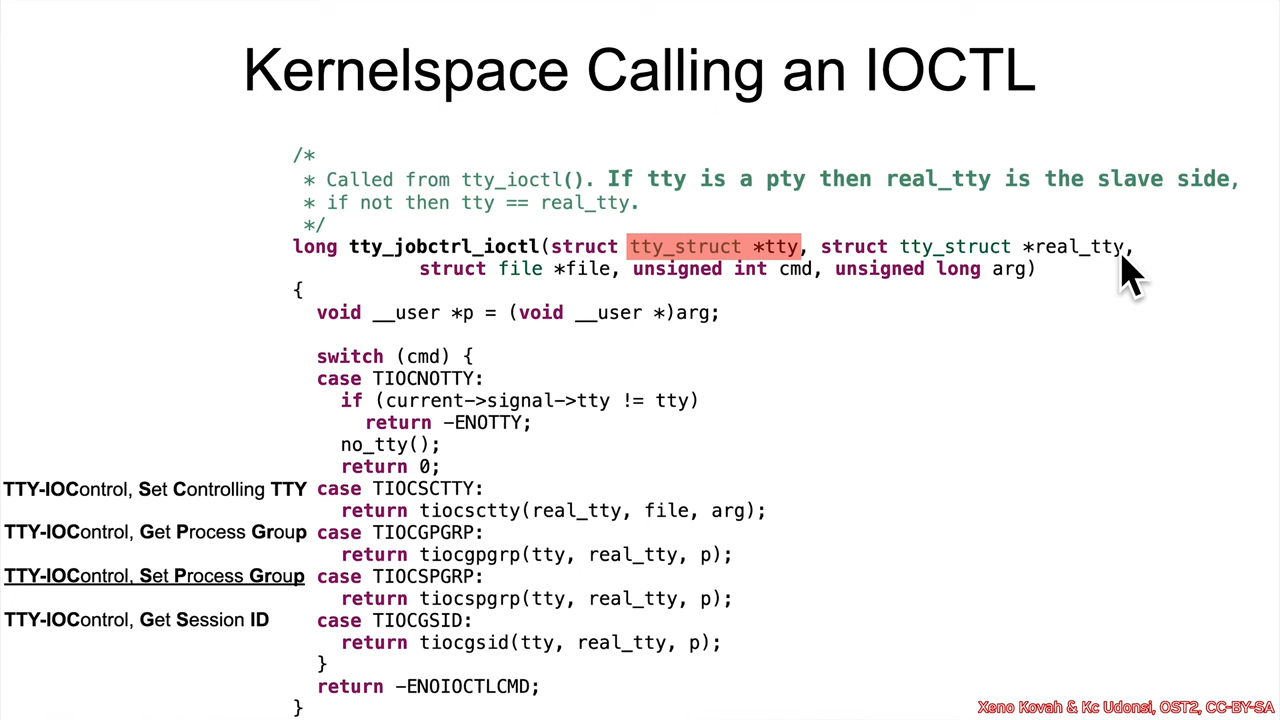 Kernelspace Calling an IOCTL
/*
* Called from tty_ioctl(). If tty is a pty then real_tty is the slave side,
* if not then tty == real_tty.
*/
long tty_jobctrl_ioctl(struct tty_struct *tty, struct tty_struct *real_tty,
struct file *file, unsigned int cmd, unsigned long arg)
{
void __user *p = (void __user *)arg;
switch (cmd) {
case TIOCNOTTY:
if (current->signal->tty != tty)
return -ENOTTY;
no_tty();
return 0;
TTY-IOControl, Set Controlling TTY case TIOCSCTTY:
return tiocsctty(real_tty, file, arg);
TTY-IOControl, Get Process Group case TIOCGPGRP:
return tiocgpgrp(tty, real_tty, p);
TTY-IOControl, Set Process Group case TIOCSPGRP:
return tiocspgrp(tty, real_tty, p);
TTY-IOControl, Get Session ID case TIOCGSID:
return tiocgsid(tty, real_tty, p);
}
return -ENOIOCTLCMD;
}
Xeno Kovah & Kc Udonsi, OST2, CC-BY-SA